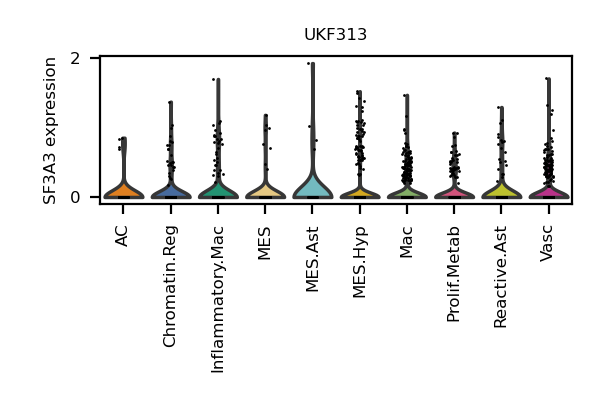 UKF313
SF3A3 expression
2
0
AC
Chromatin.Reg
Inflammatory.Mac
MES
MES.Ast
MES.Hyp
Mac
Prolif.Metab
Reactive.Ast
Vasc